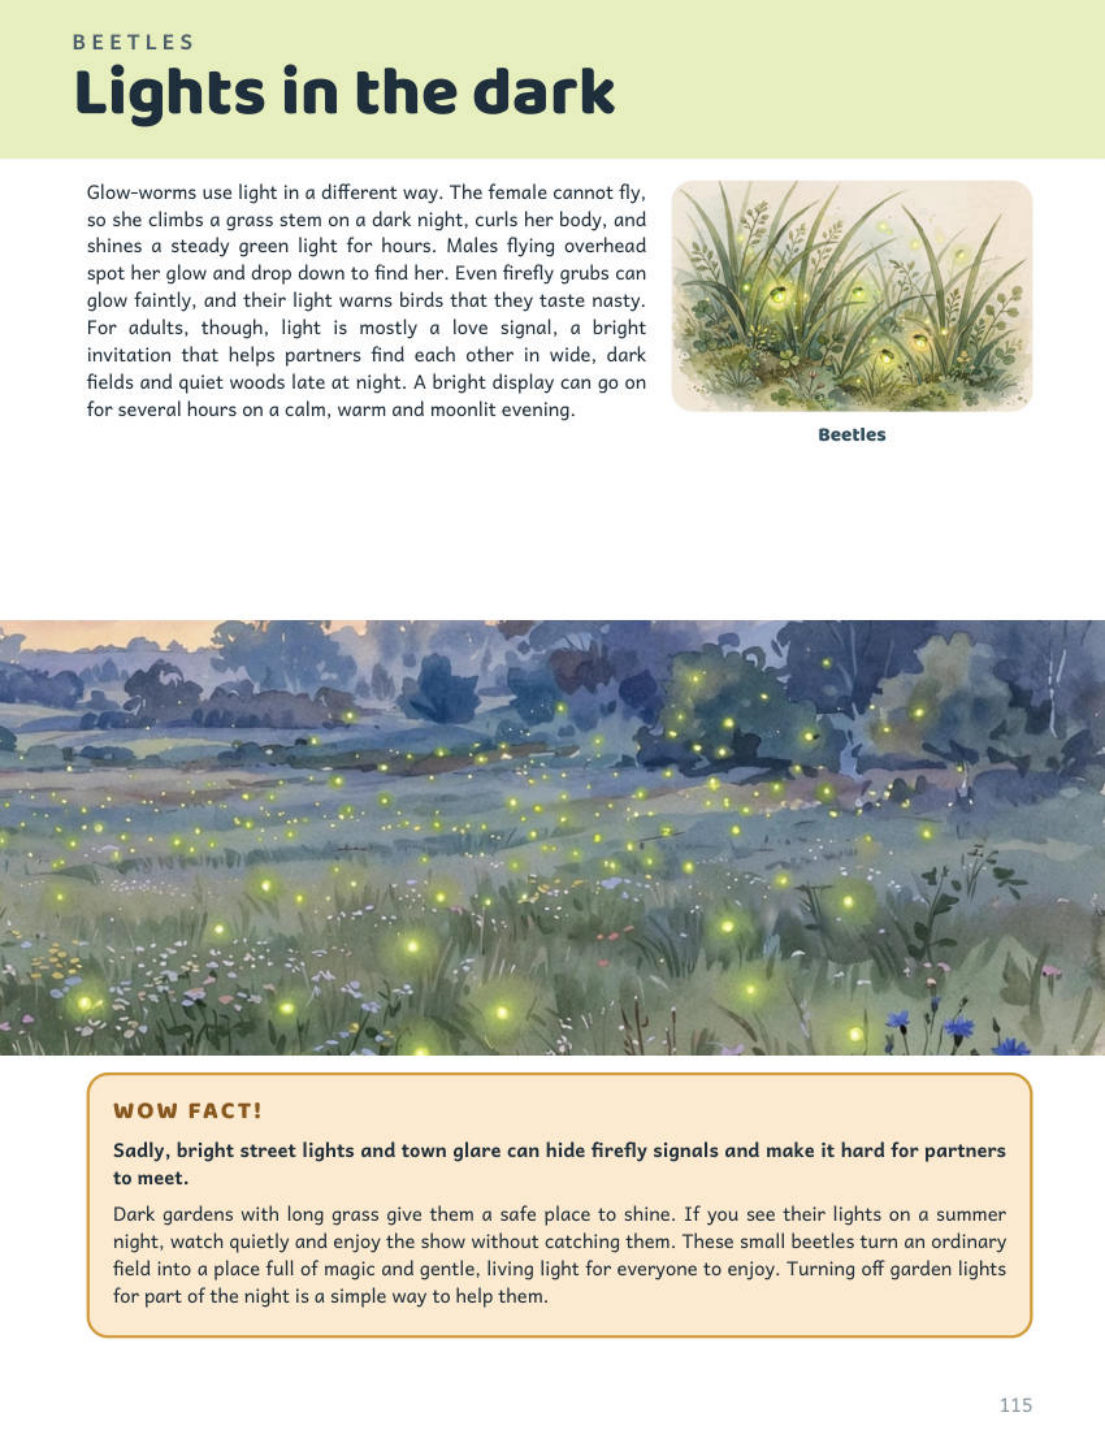 BEETLES
Lights in the dark
Glow-worms use light in a different way. The female cannot fly,
so she climbs a grass stem on a dark night, curls her body, and
shines a steady green light for hours. Males flying overhead
spot her glow and drop down to find her. Even firefly grubs can
glow faintly, and their light warns birds that they taste nasty.
For adults, though, light is mostly a love signal, a bright
invitation that helps partners find each other in wide, dark
fields and quiet woods late at night. A bright display can go on
for several hours on a calm, warm and moonlit evening.
Beetles
WOW FACT!
Sadly, bright street lights and town glare can hide firefly signals and make it hard for partners
to meet.
Dark gardens with long grass give them a safe place to shine. If you see their lights on a summer
night, watch quietly and enjoy the show without catching them. These small beetles turn an ordinary
field into a place full of magic and gentle, living light for everyone to enjoy. Turning off garden lights
for part of the night is a simple way to help them.
115